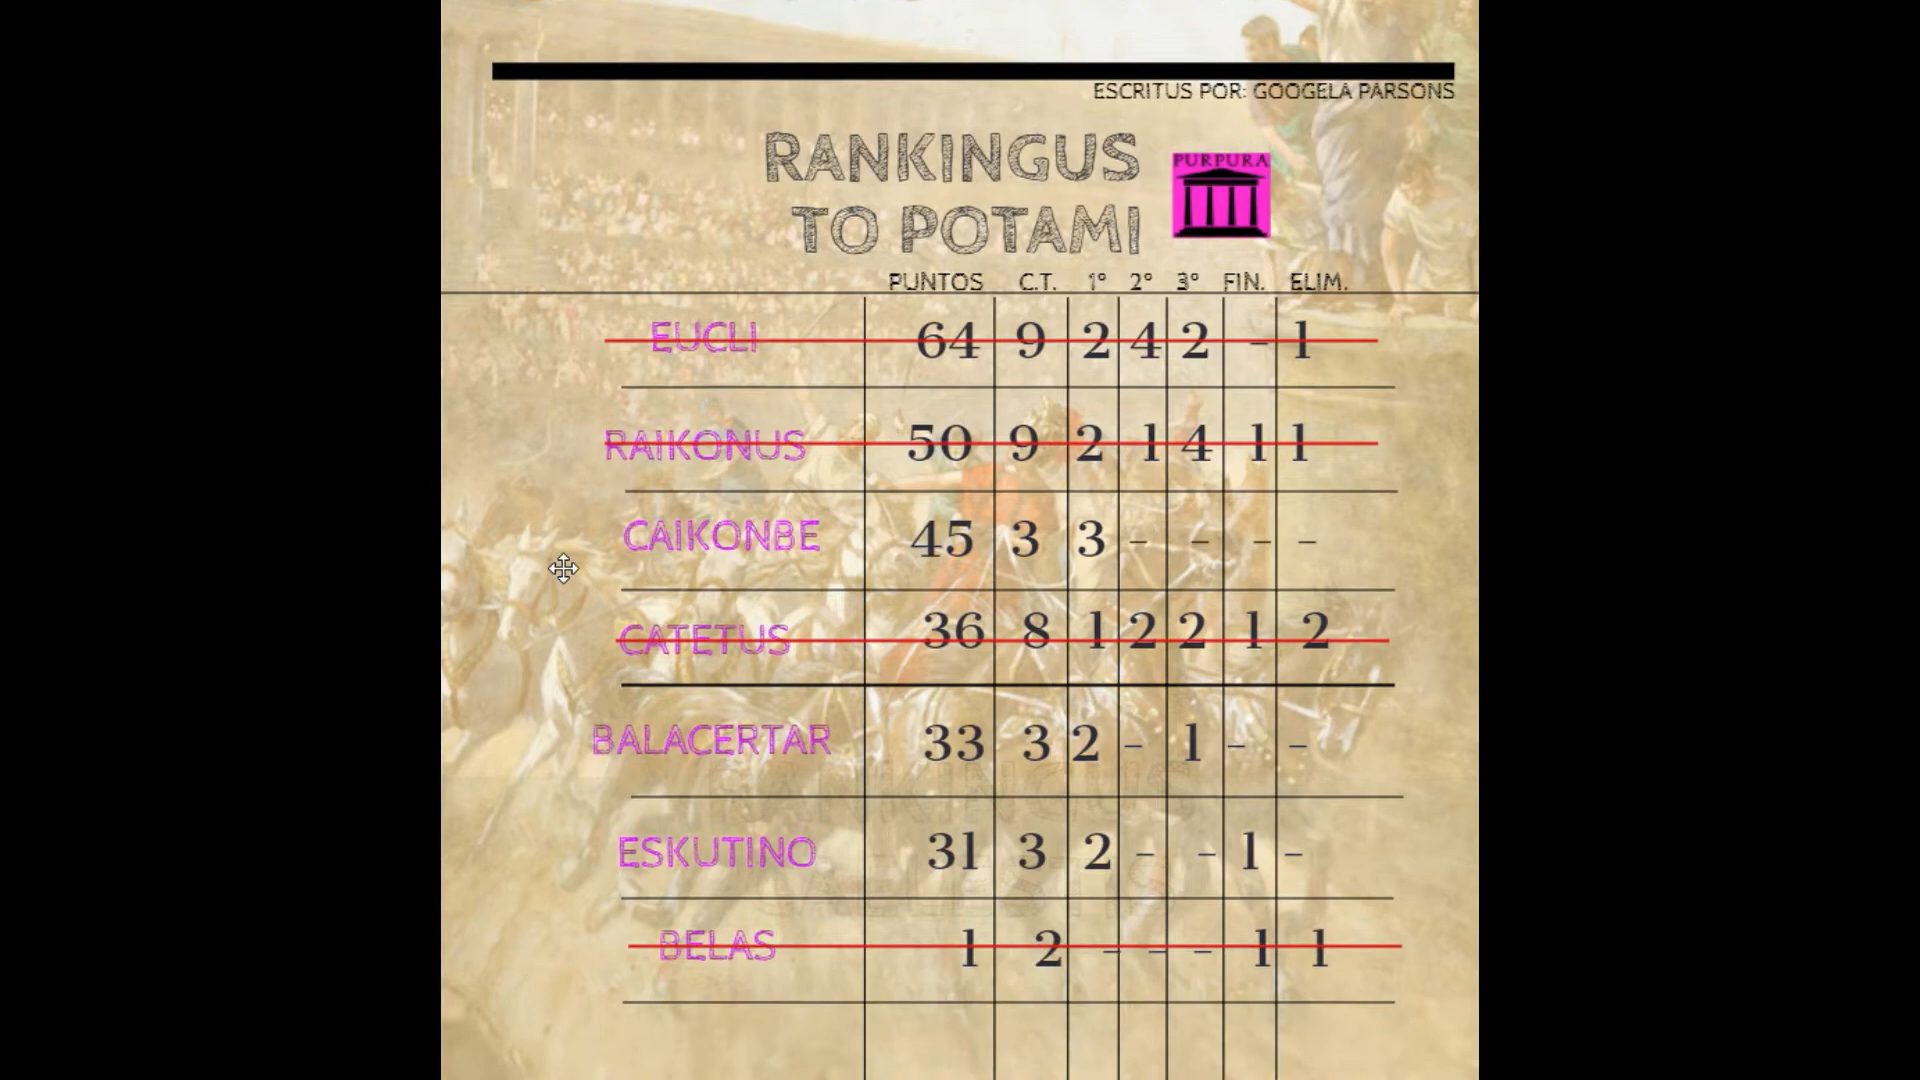 ESCRITUS POR: GOOGELA PARSONS
RANKINGUS
TO POTAMI
PURPURA
PUNTOS C.T. 1° 2° 3° FIN. ELIM.
EUCLI 64 9 2 4 2 - 1
RAIKONUS 50 9 2 1 4 1 1
CAIKONBE 45 3 3 - - - -
CATETUS 36 8 1 2 2 1 2
BALACERTAR 33 3 2 - 1 - -
ESKUTINO 31 3 2 - - 1 -
BELAS 1 2 - - - 1 1